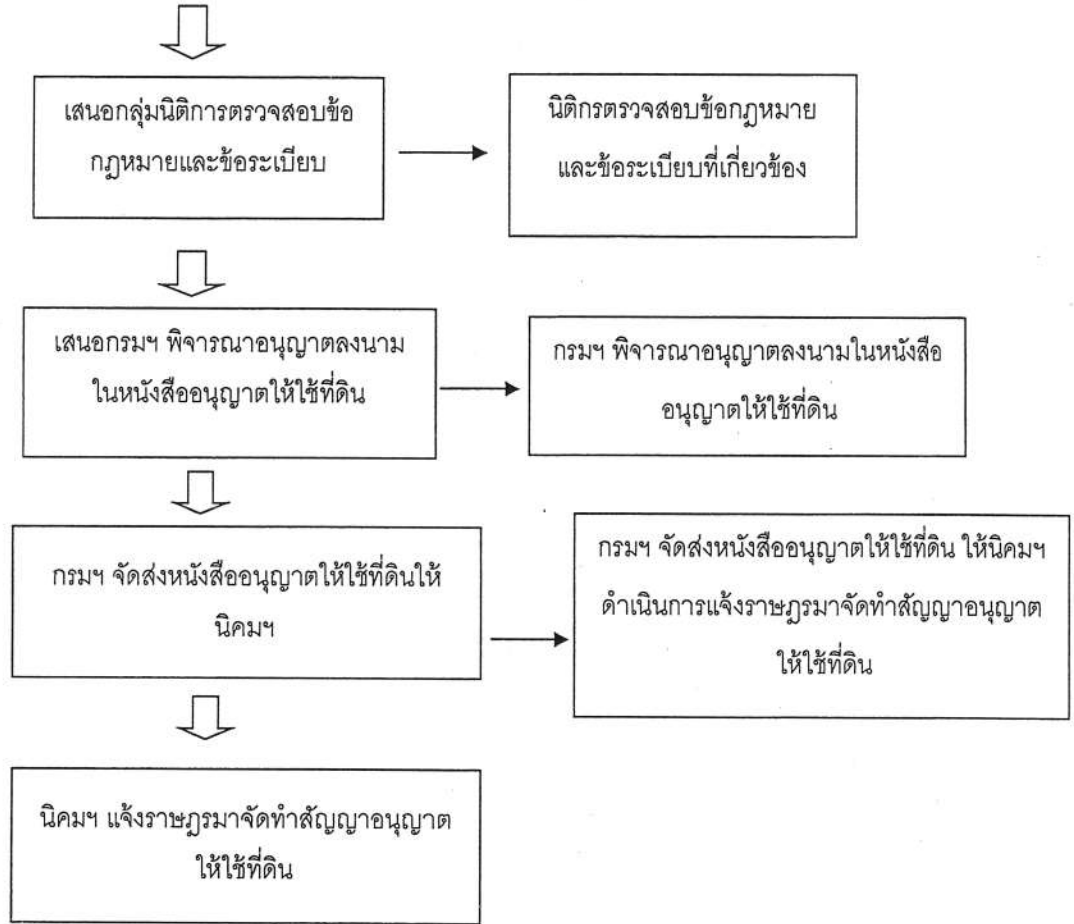 เสนอกลุ่มนิติการตรวจสอบข้อ
กฎหมายและข้อระเบียบ
นิติกรตรวจสอบข้อกฎหมาย
และข้อระเบียบที่เกี่ยวข้อง
เสนอกรมฯ พิจารณาอนุญาตลงนาม
ในหนังสืออนุญาตให้ใช้ที่ดิน
กรมฯ พิจารณาอนุญาตลงนามในหนังสือ
อนุญาตให้ใช้ที่ดิน
กรมฯ จัดส่งหนังสืออนุญาตให้ใช้ที่ดินให้
นิคมฯ
กรมฯ จัดส่งหนังสืออนุญาตให้ใช้ที่ดิน ให้นิคมฯ
ดำเนินการแจ้งราษฎรมาจัดทำสัญญาอนุญาต
ให้ใช้ที่ดิน
นิคมฯ แจ้งราษฎรมาจัดทำสัญญาอนุญาต
ให้ใช้ที่ดิน